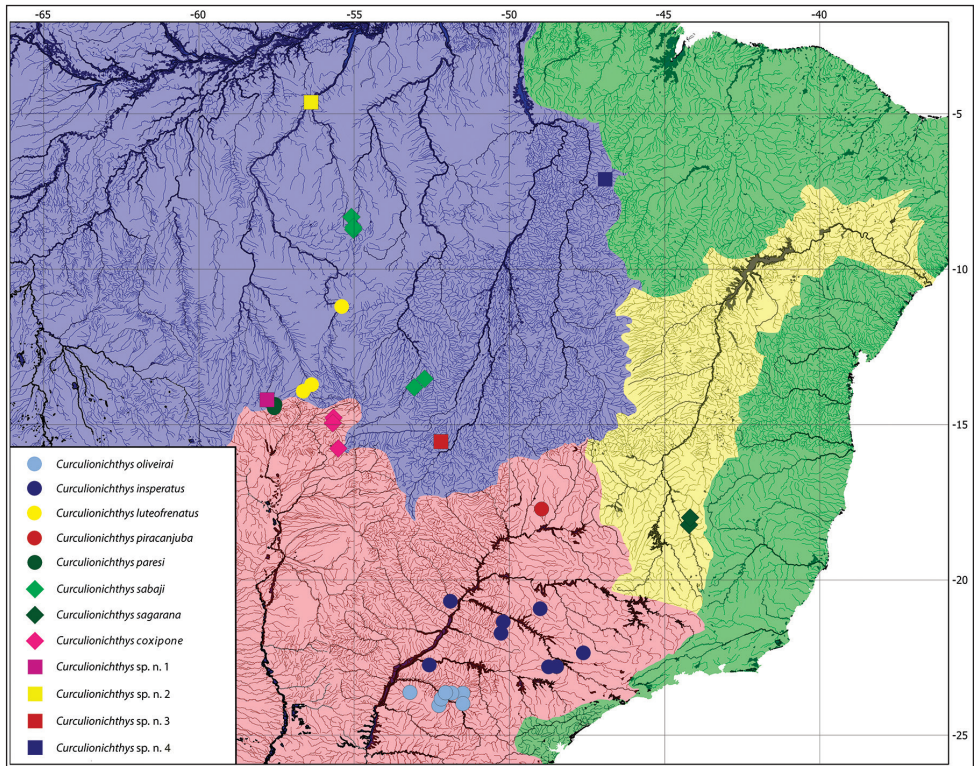 -65 -60 -55 -50 -45 -40
-5
-10
-15
-20
-25
Curculionichthys oliveirai
Curculionichthys insperatus
Curculionichthys luteofrenatus
Curculionichthys piracanjuba
Curculionichthys paresi
Curculionichthys sabaji
Curculionichthys sagarana
Curculionichthys coxipone
Curculionichthys sp. n. 1
Curculionichthys sp. n. 2
Curculionichthys sp. n. 3
Curculionichthys sp. n. 4